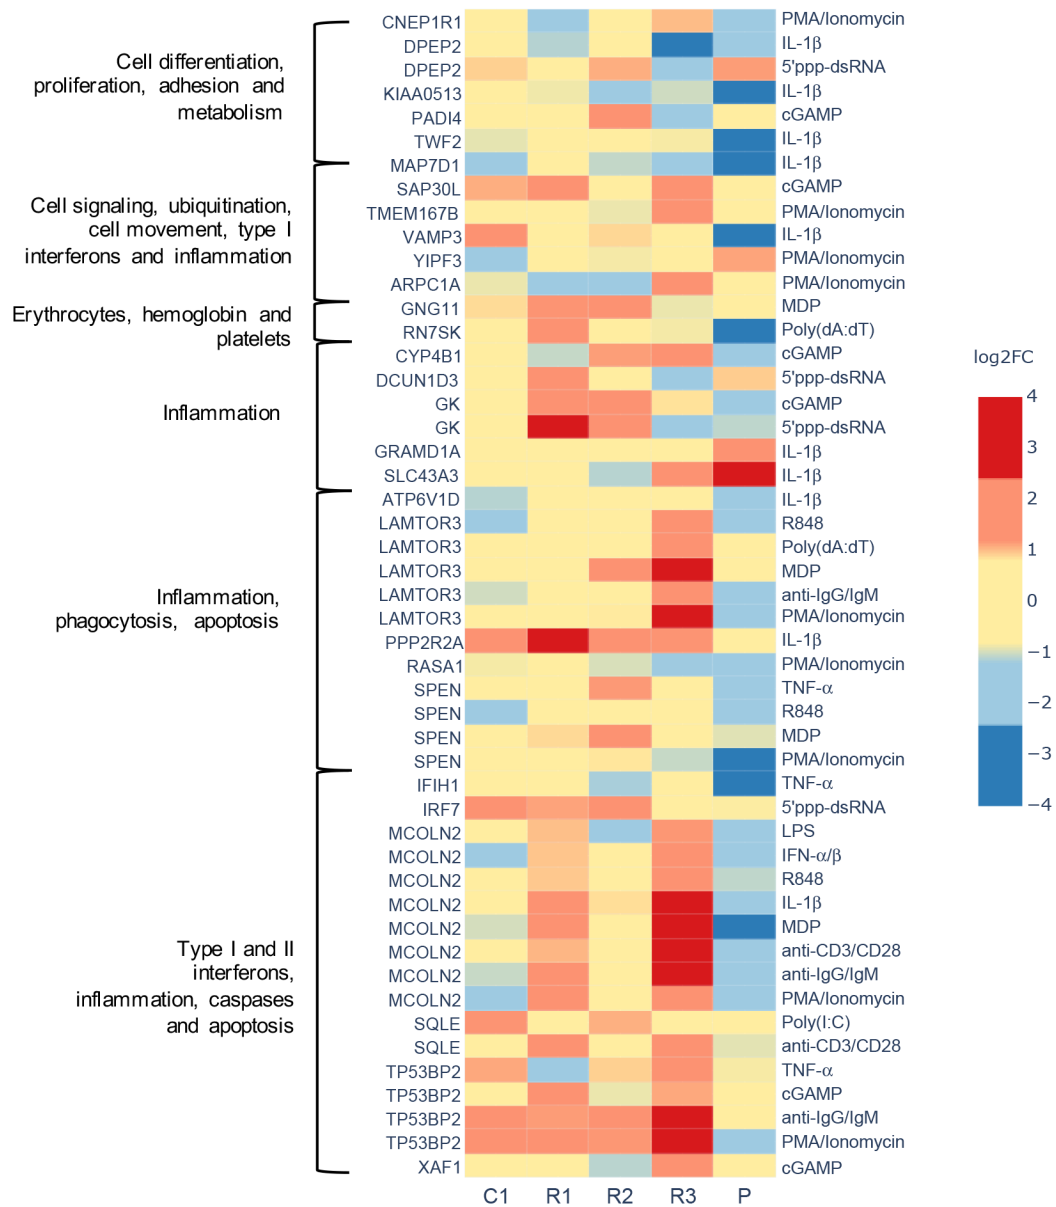 Cell differentiation,
proliferation, adhesion and
metabolism
Cell signaling, ubiquitination,
cell movement, type I
interferons and inflammation
Erythrocytes, hemoglobin and
platelets
Inflammation
Inflammation,
phagocytosis, apoptosis
Type I and II
interferons,
inflammation, caspases
and apoptosis
CNEP1R1 PMA/Ionomycin
DPEP2 IL-1β
DPEP2 5'ppp-dsRNA
KIAA0513 IL-1β
PADI4 cGAMP
TWF2 IL-1β
MAP7D1 IL-1β
SAP30L cGAMP
TMEM167B PMA/Ionomycin
VAMP3 IL-1β
YIPF3 PMA/Ionomycin
ARPC1A PMA/Ionomycin
GNG11 MDP
RN7SK Poly(dA:dT)
CYP4B1 cGAMP
DCUN1D3 5'ppp-dsRNA
GK cGAMP
GK 5'ppp-dsRNA
GRAMD1A IL-1β
SLC43A3 IL-1β
ATP6V1D IL-1β
LAMTOR3 R848
LAMTOR3 Poly(dA:dT)
LAMTOR3 MDP
LAMTOR3 anti-IgG/IgM
LAMTOR3 PMA/Ionomycin
PPP2R2A IL-1β
RASA1 PMA/Ionomycin
SPEN TNF-α
SPEN R848
SPEN MDP
SPEN PMA/Ionomycin
IFIH1 TNF-α
IRF7 5'ppp-dsRNA
MCOLN2 LPS
MCOLN2 IFN-α/β
MCOLN2 R848
MCOLN2 IL-1β
MCOLN2 MDP
MCOLN2 anti-CD3/CD28
MCOLN2 anti-IgG/IgM
MCOLN2 PMA/Ionomycin
SQLE Poly(I:C)
SQLE anti-CD3/CD28
TP53BP2 TNF-α
TP53BP2 cGAMP
TP53BP2 anti-IgG/IgM
TP53BP2 PMA/Ionomycin
XAF1 cGAMP
C1 R1 R2 R3 P
log2FC
4
3
2
1
0
−1
−2
−3
−4